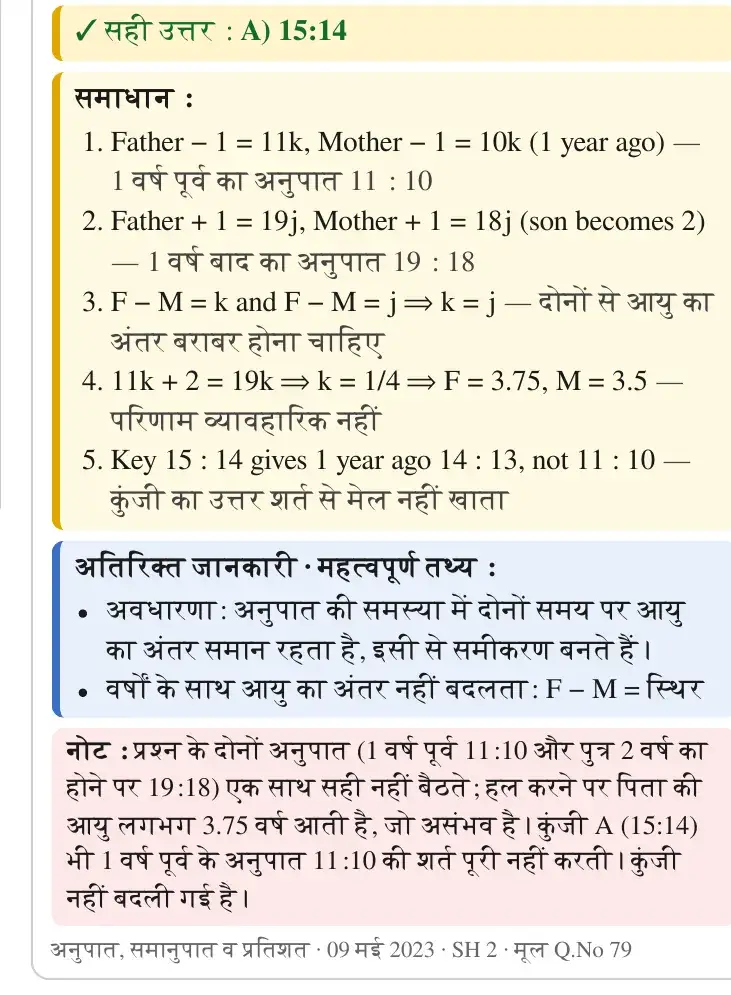 ✓ सही उत्तर : A) 15:14
समाधान :
1. Father − 1 = 11k, Mother − 1 = 10k (1 year ago) —
1 वर्ष पूर्व का अनुपात 11 : 10
2. Father + 1 = 19j, Mother + 1 = 18j (son becomes 2)
— 1 वर्ष बाद का अनुपात 19 : 18
3. F − M = k and F − M = j ⟹ k = j — दोनों से आयु का
अंतर बराबर होना चाहिए
4. 11k + 2 = 19k ⟹ k = 1/4 ⟹ F = 3.75, M = 3.5 —
परिणाम व्यावहारिक नहीं
5. Key 15 : 14 gives 1 year ago 14 : 13, not 11 : 10 —
कुंजी का उत्तर शर्त से मेल नहीं खाता
अतिरिक्त जानकारी · महत्वपूर्ण तथ्य :
• अवधारणा : अनुपात की समस्या में दोनों समय पर आयु
का अंतर समान रहता है, इसी से समीकरण बनते हैं।
• वर्षों के साथ आयु का अंतर नहीं बदलता : F − M = स्थिर
नोट : प्रश्न के दोनों अनुपात (1 वर्ष पूर्व 11:10 और पुत्र 2 वर्ष का
होने पर 19:18) एक साथ सही नहीं बैठते ; हल करने पर पिता की
आयु लगभग 3.75 वर्ष आती है, जो असंभव है। कुंजी A (15:14)
भी 1 वर्ष पूर्व के अनुपात 11:10 की शर्त पूरी नहीं करती। कुंजी
नहीं बदली गई है।
अनुपात, समानुपात व प्रतिशत · 09 मई 2023 · SH 2 · मूल Q.No 79